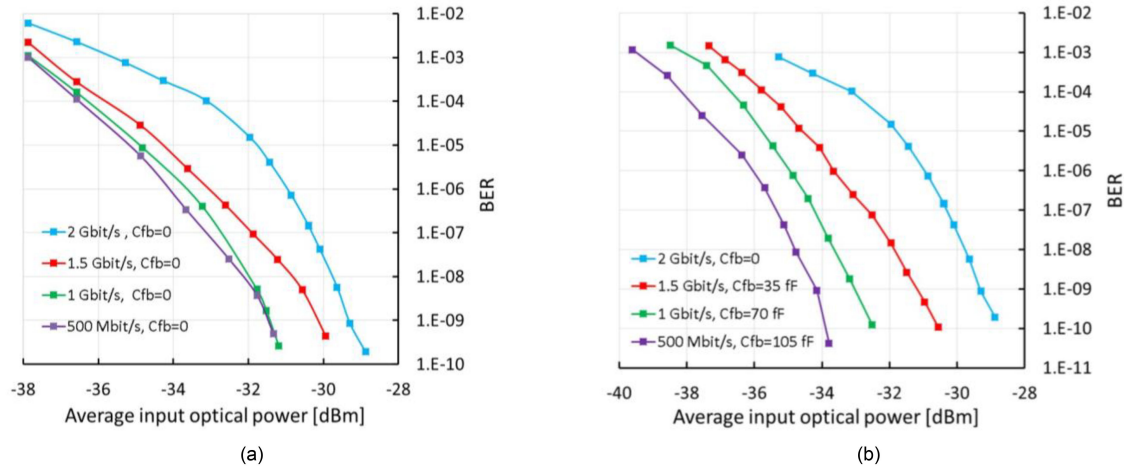 1.E-02
1.E-03
1.E-04
1.E-05
1.E-06
1.E-07
1.E-08
1.E-09
1.E-10
BER
2 Gbit/s , Cfb=0
1.5 Gbit/s, Cfb=0
1 Gbit/s, Cfb=0
500 Mbit/s, Cfb=0
-38 -36 -34 -32 -30 -28
Average input optical power [dBm]
(a)
1.E-02
1.E-03
1.E-04
1.E-05
1.E-06
1.E-07
1.E-08
1.E-09
1.E-10
1.E-11
BER
2 Gbit/s, Cfb=0
1.5 Gbit/s, Cfb=35 fF
1 Gbit/s, Cfb=70 fF
500 Mbit/s, Cfb=105 fF
-40 -38 -36 -34 -32 -30 -28
Average input optical power [dBm]
(b)